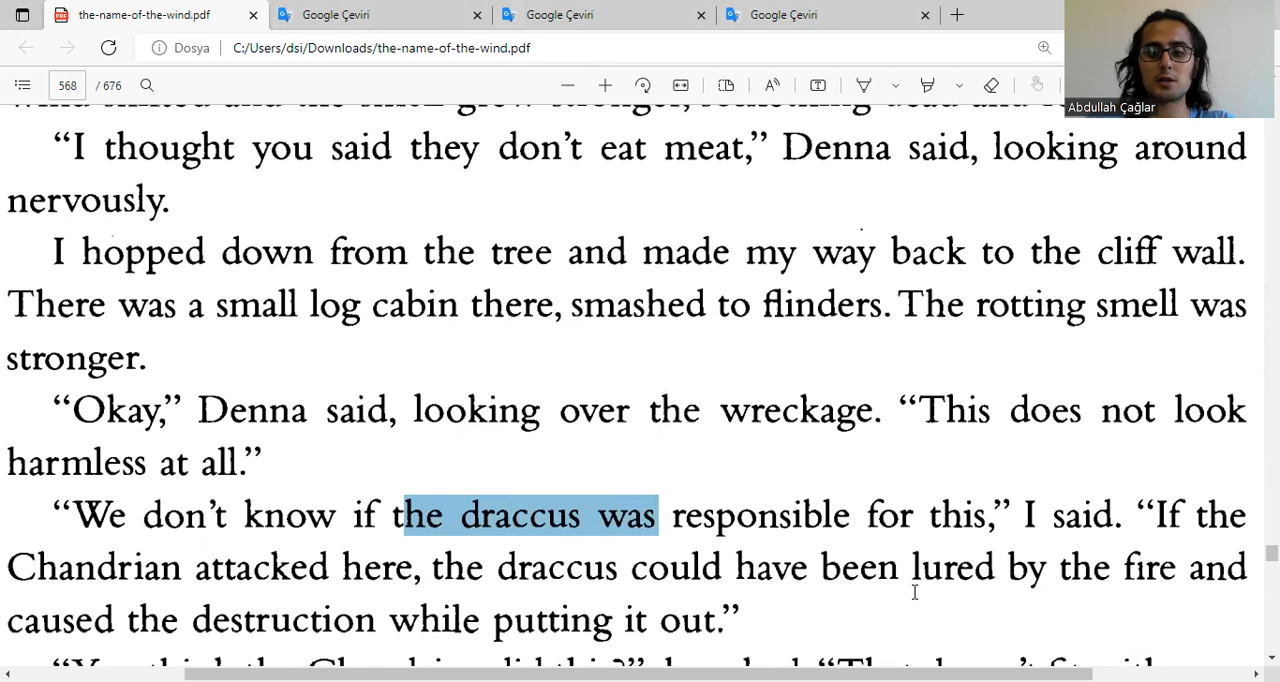 the-name-of-the-wind.pdf
Google Çeviri
Google Çeviri
Google Çeviri
Dosya
C:/Users/dsi/Downloads/the-name-of-the-wind.pdf
568 / 676
Abdullah Çağlar
“I thought you said they don’t eat meat,” Denna said, looking around
nervously.
I hopped down from the tree and made my way back to the cliff wall.
There was a small log cabin there, smashed to flinders. The rotting smell was
stronger.
“Okay,” Denna said, looking over the wreckage. “This does not look
harmless at all.”
“We don’t know if the draccus was responsible for this,” I said. “If the
Chandrian attacked here, the draccus could have been lured by the fire and
caused the destruction while putting it out.”